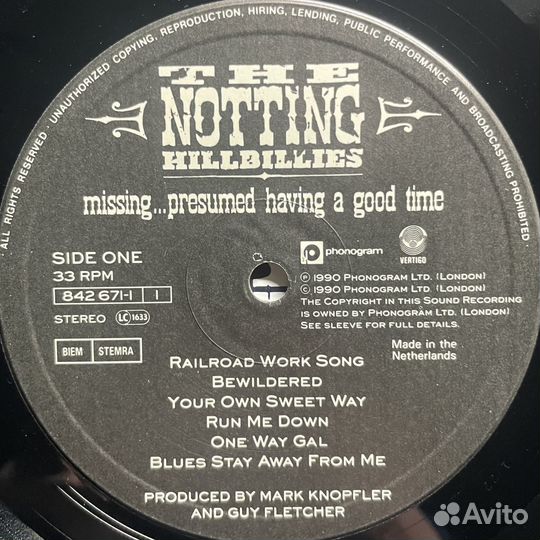 ALL RIGHTS RESERVED · UNAUTHORIZED COPYING, REPRODUCTION, HIRING, LENDING, PUBLIC PERFORMANCE AND BROADCASTING PROHIBITED ·
THE
NOTTING
HILLBILLIES
missing...presumed having a good time
SIDE ONE
33 RPM
842 671-1 1
STEREO LC 1633
BIEM STEMRA
p phonogram
VERTIGO
℗ 1990 PHONOGRAM LTD. (LONDON)
© 1990 PHONOGRAM LTD. (LONDON)
THE COPYRIGHT IN THIS SOUND RECORDING
IS OWNED BY PHONOGRAM LTD. (LONDON)
SEE SLEEVE FOR FULL DETAILS.
Made in the
Netherlands
RAILROAD WORK SONG
BEWILDERED
YOUR OWN SWEET WAY
RUN ME DOWN
ONE WAY GAL
BLUES STAY AWAY FROM ME
PRODUCED BY MARK KNOPFLER
AND GUY FLETCHER
Avito